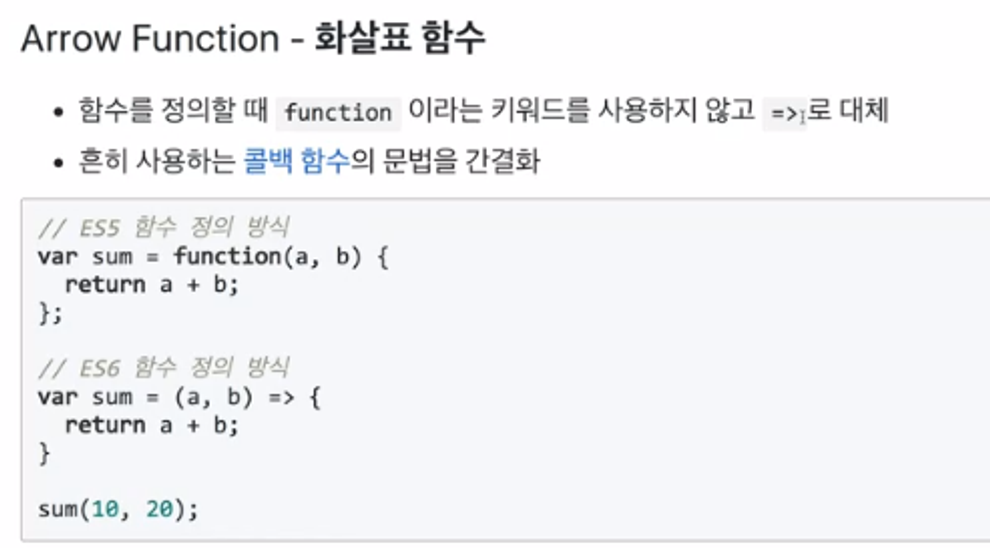 Arrow Function - 화살표 함수
• 함수를 정의할 때 function 이라는 키워드를 사용하지 않고 =>로 대체
• 흔히 사용하는 콜백 함수의 문법을 간결화
// ES5 함수 정의 방식
var sum = function(a, b) {
  return a + b;
};
// ES6 함수 정의 방식
var sum = (a, b) => {
  return a + b;
}
sum(10, 20);